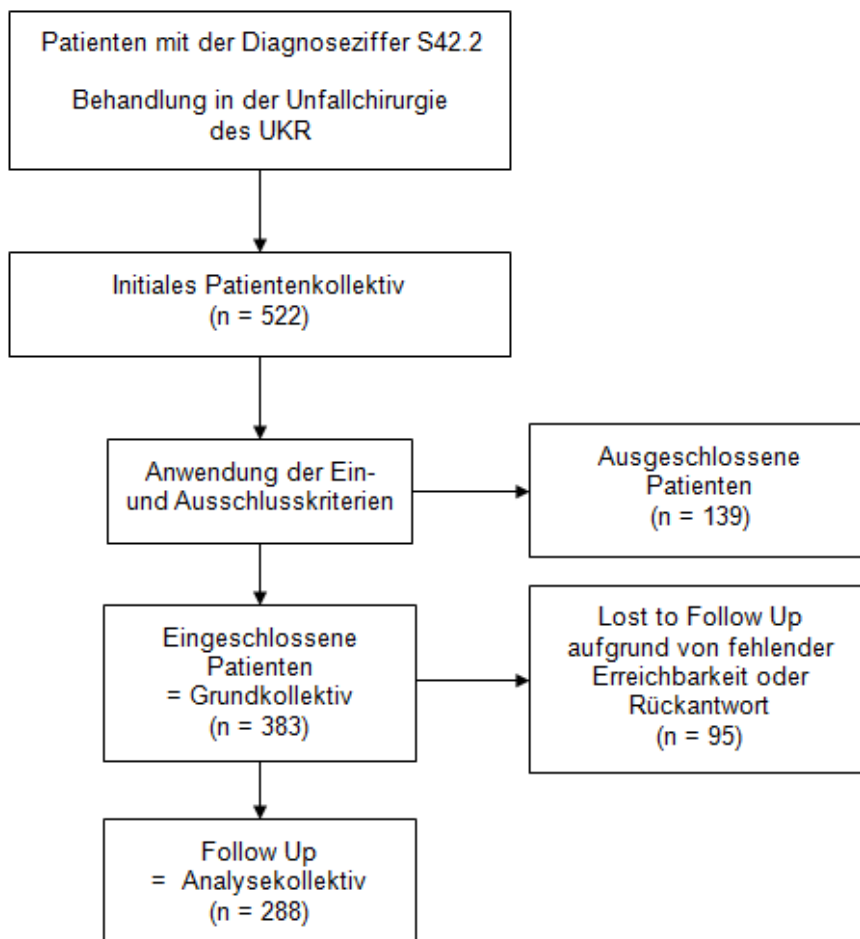 Patienten mit der Diagnoseziffer S42.2
Behandlung in der Unfallchirurgie
des UKR
Initiales Patientenkollektiv
(n = 522)
Anwendung der Ein-
und Ausschlusskriterien
Ausgeschlossene
Patienten
(n = 139)
Eingeschlossene
Patienten
= Grundkollektiv
(n = 383)
Lost to Follow Up
aufgrund von fehlender
Erreichbarkeit oder
Rückantwort
(n = 95)
Follow Up
= Analysekollektiv
(n = 288)